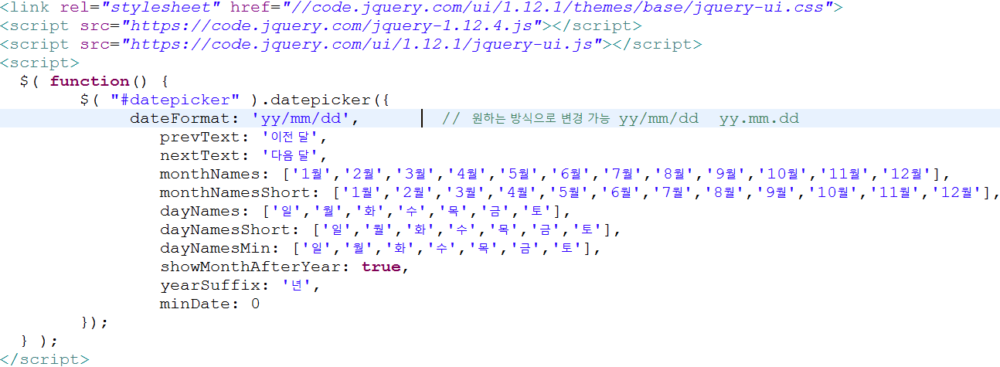 <link rel="stylesheet" href="//code.jquery.com/ui/1.12.1/themes/base/jquery-ui.css">
<script src="https://code.jquery.com/jquery-1.12.4.js"></script>
<script src="https://code.jquery.com/ui/1.12.1/jquery-ui.js"></script>
<script>
$( function() {
$( "#datepicker" ).datepicker({
dateFormat: 'yy/mm/dd', // 원하는 방식으로 변경 가능 yy/mm/dd yy.mm.dd
prevText: '이전 달',
nextText: '다음 달',
monthNames: ['1월','2월','3월','4월','5월','6월','7월','8월','9월','10월','11월','12월'],
monthNamesShort: ['1월','2월','3월','4월','5월','6월','7월','8월','9월','10월','11월','12월'],
dayNames: ['일','월','화','수','목','금','토'],
dayNamesShort: ['일','월','화','수','목','금','토'],
dayNamesMin: ['일','월','화','수','목','금','토'],
showMonthAfterYear: true,
yearSuffix: '년',
minDate: 0
});
} );
</script>